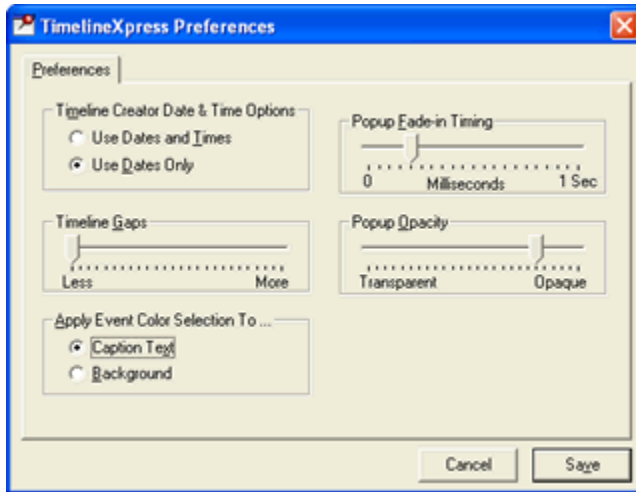 TimelineXpress Preferences
Preferences
Timeline Creator Date & Time Options
Use Dates and Times
Use Dates Only
Popup Fade-in Timing
0 Milliseconds 1 Sec
Timeline Gaps
Less More
Popup Opacity
Transparent Opaque
Apply Event Color Selection To ...
Caption Text
Background
Cancel Save